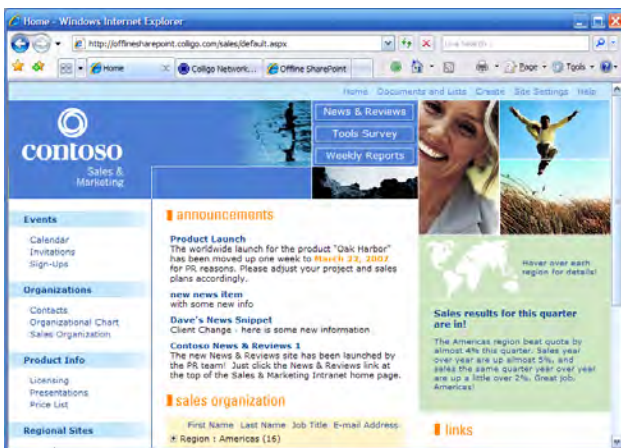 Home - Windows Internet Explorer
http://offlinesharepoint.coligo.com/sales/default.aspx
Live Search
Home
Colligo Network...
Offline SharePoint
Page
Tools
Home Documents and Lists Create Site Settings Help
contoso
Sales &
Marketing
News & Reviews
Tools Survey
Weekly Reports
Events
Calendar
Invitations
Sign-Ups
Organizations
Contacts
Organizational Chart
Sales Organization
Product Info
Licensing
Presentations
Price List
Regional Sites
announcements
Product Launch
The worldwide launch for the product "Oak Harbor"
has been moved up one week to March 23, 2007
for PR reasons. Please adjust your project and sales
plans accordingly.
new news item
with some new info
Dave's News Snippet
Client Change - here is some new information
Contoso News & Reviews 1
The new News & Reviews site has been launched by
the PR team! Just click the News & Reviews link at
the top of the Sales & Marketing Intranet home page.
sales organization
First Name Last Name Job Title E-mail Address
Region : Americas (16)
Hover over each
region for details!
Sales results for this quarter
are in!
The Americas region beat quota by
almost 4% this quarter. Sales year
over year are up almost 5%, and
sales the same quarter year over year
are up a little over 2%. Great job,
Americas!
links